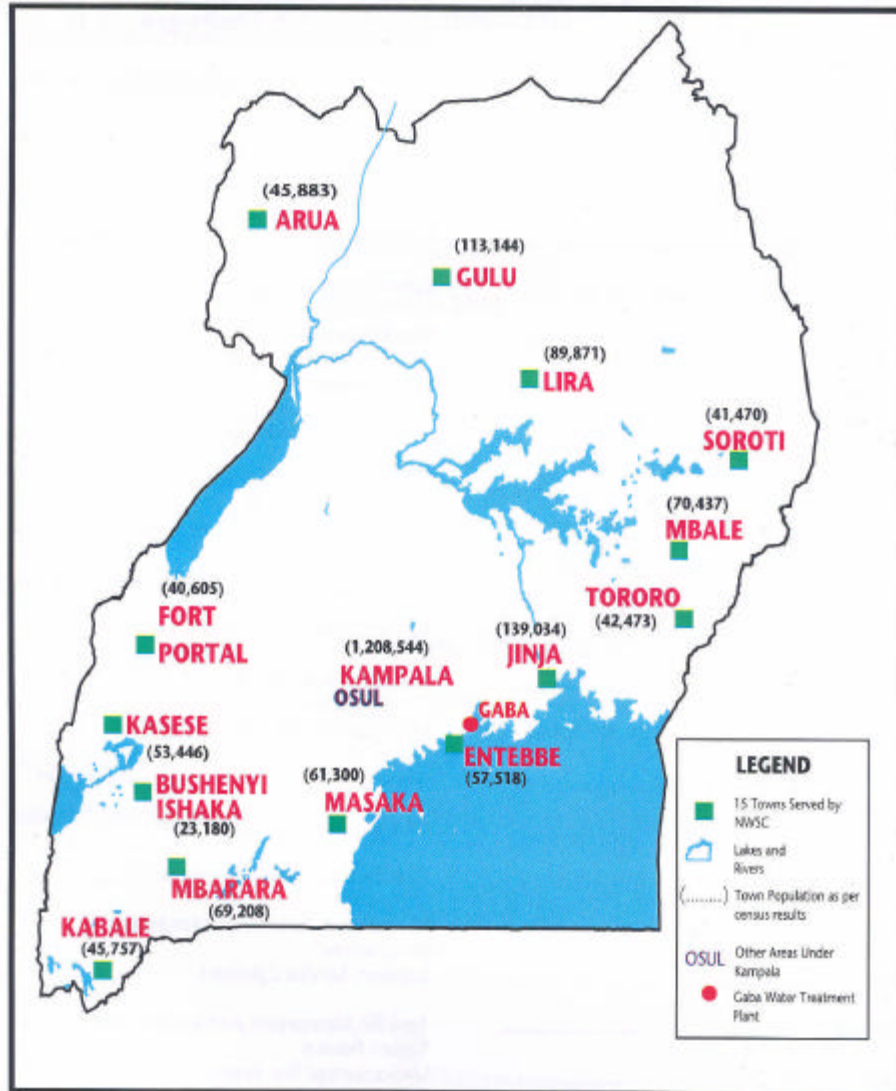 (45,883)
ARUA
(113,144)
GULU
(89,871)
LIRA
(41,470)
SOROTI
(70,437)
MBALE
TORORO
(42,473)
(40,605)
FORT
PORTAL
(1,208,544)
KAMPALA
OSUL
(139,034)
JINJA
GABA
ENTEBBE
(57,518)
KASESE
(53,446)
BUSHENYI
ISHAKA
(23,180)
(61,300)
MASAKA
MBARARA
(69,208)
KABALE
(45,757)
LEGEND
15 Towns Served by
NWSC
Lakes and
Rivers
(.........) Town Population as per
census results
OSUL Other Areas Under
Kampala
Gaba Water Treatment
Plant